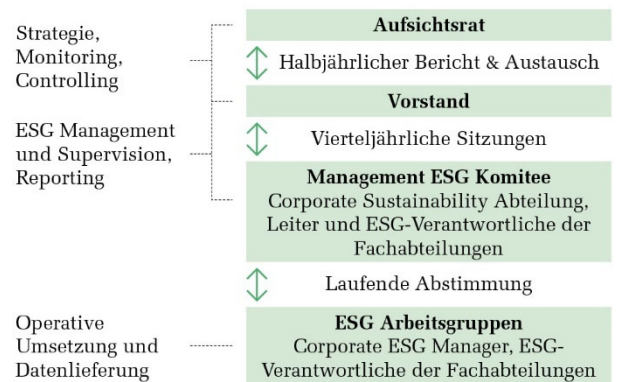 Strategie,
Monitoring,
Controlling
ESG Management
und Supervision,
Reporting
Operative
Umsetzung und
Datenlieferung
Aufsichtsrat
Halbjährlicher Bericht & Austausch
Vorstand
Vierteljährliche Sitzungen
Management ESG Komitee
Corporate Sustainability Abteilung,
Leiter und ESG-Verantwortliche der
Fachabteilungen
Laufende Abstimmung
ESG Arbeitsgruppen
Corporate ESG Manager, ESG-
Verantwortliche der Fachabteilungen